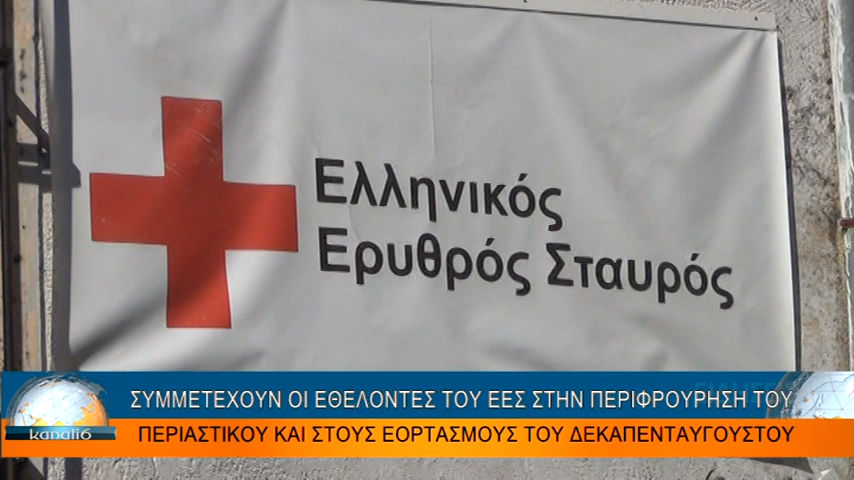 Ελληνικός
Ερυθρός Σταυρός
ΣΥΜΜΕΤΕΧΟΥΝ ΟΙ ΕΘΕΛΟΝΤΕΣ ΤΟΥ ΕΕΣ ΣΤΗΝ ΠΕΡΙΦΡΟΥΡΗΣΗ ΤΟΥ
kanali6
ΠΕΡΙΑΣΤΙΚΟΥ ΚΑΙ ΣΤΟΥΣ ΕΟΡΤΑΣΜΟΥΣ ΤΟΥ ΔΕΚΑΠΕΝΤΑΥΓΟΥΣΤΟΥ